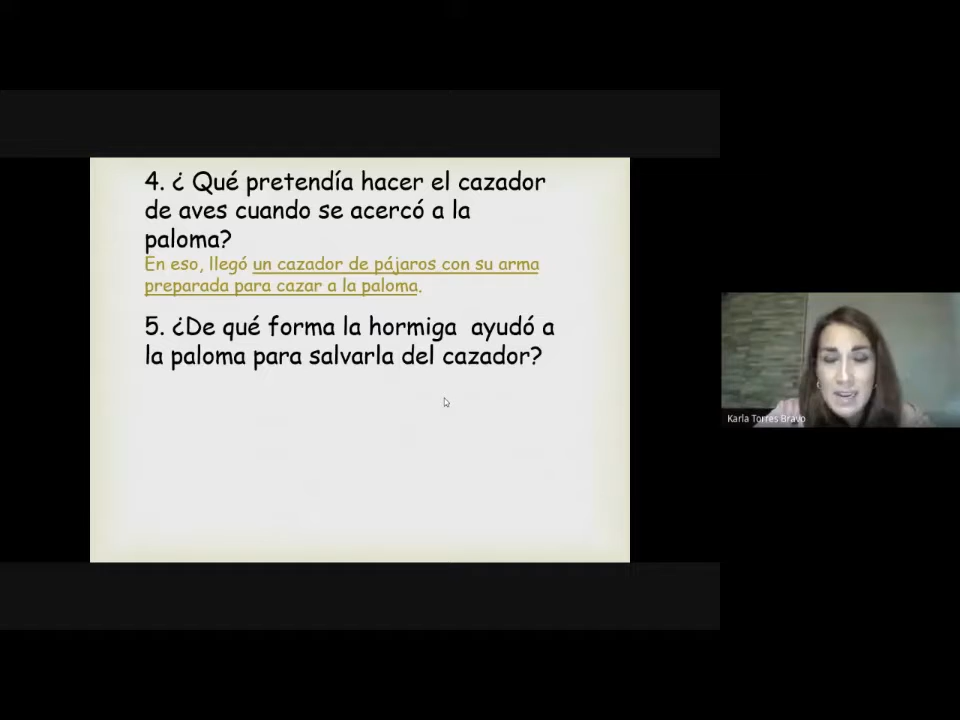 4. ¿ Qué pretendía hacer el cazador
de aves cuando se acercó a la
paloma?
En eso, llegó un cazador de pájaros con su arma
preparada para cazar a la paloma.
5. ¿De qué forma la hormiga  ayudó a
la paloma para salvarla del cazador?
Karla Torres Bravo